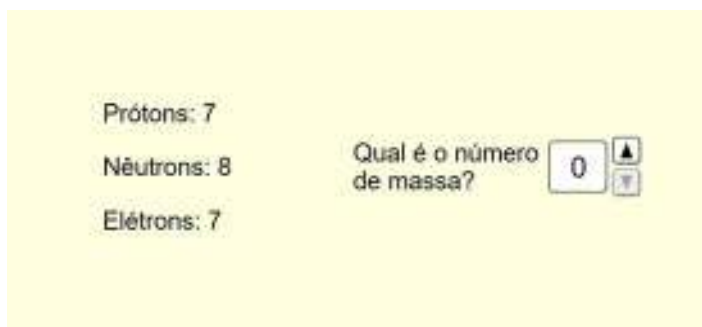 Prótons: 7
Nêutrons: 8
Elétrons: 7
Qual é o número
de massa?
0